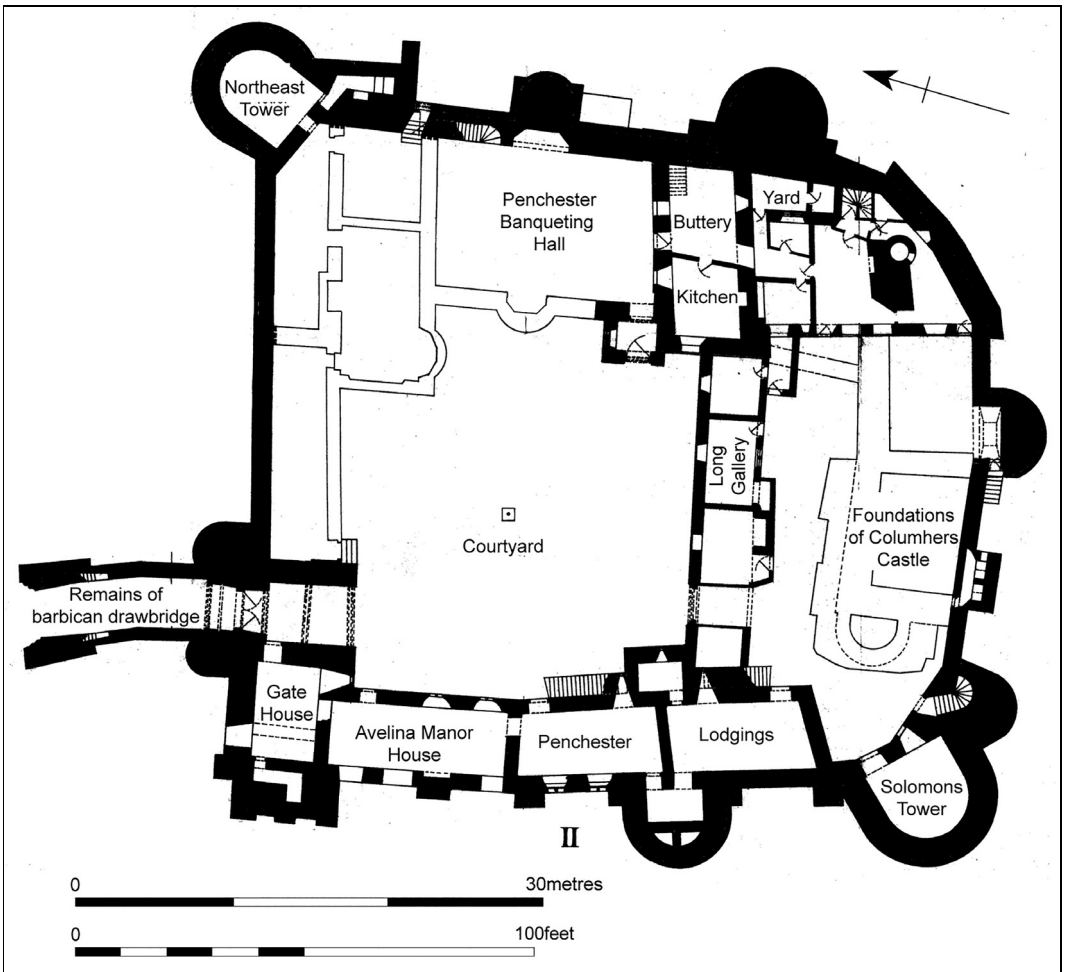 Northeast
Tower
Penchester
Banqueting
Hall
Buttery
Yard
Kitchen
Long
Gallery
Courtyard
Foundations
of Columhers
Castle
Remains of
barbican drawbridge
Gate
House
Avelina Manor
House
Penchester
Lodgings
Solomons
Tower
II
0
30metres
0
100feet